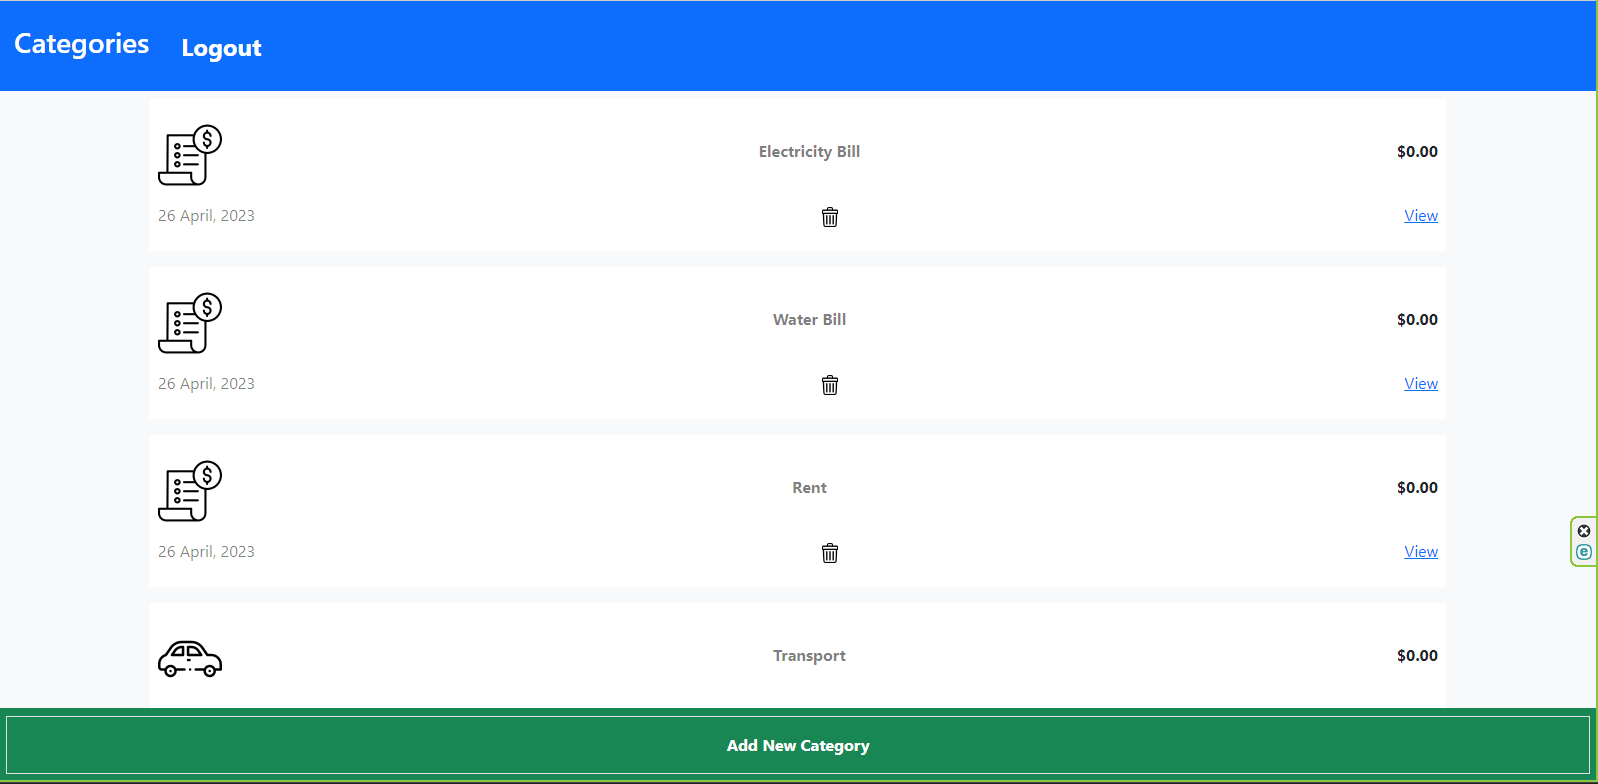 Categories Logout
$
Electricity Bill $0.00
26 April, 2023 View
$
Water Bill $0.00
26 April, 2023 View
$
Rent $0.00
26 April, 2023 View
Transport $0.00
e
Add New Category